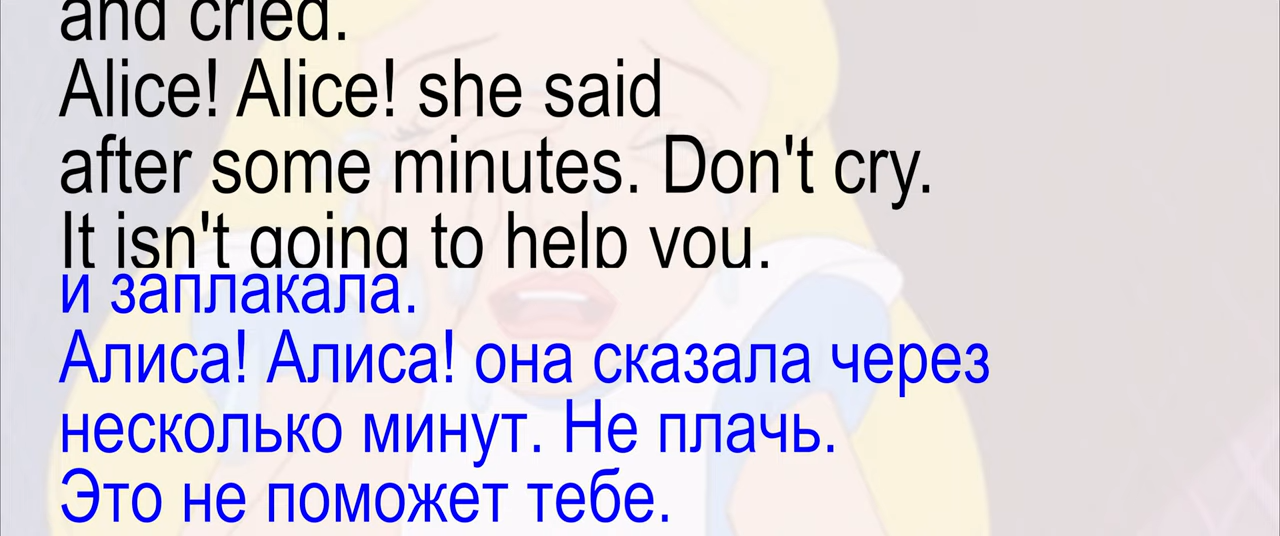 and cried.
Alice! Alice! she said
after some minutes. Don't cry.
It isn't going to help you.
и заплакала.
Алиса! Алиса! она сказала через
несколько минут. Не плачь.
Это не поможет тебе.